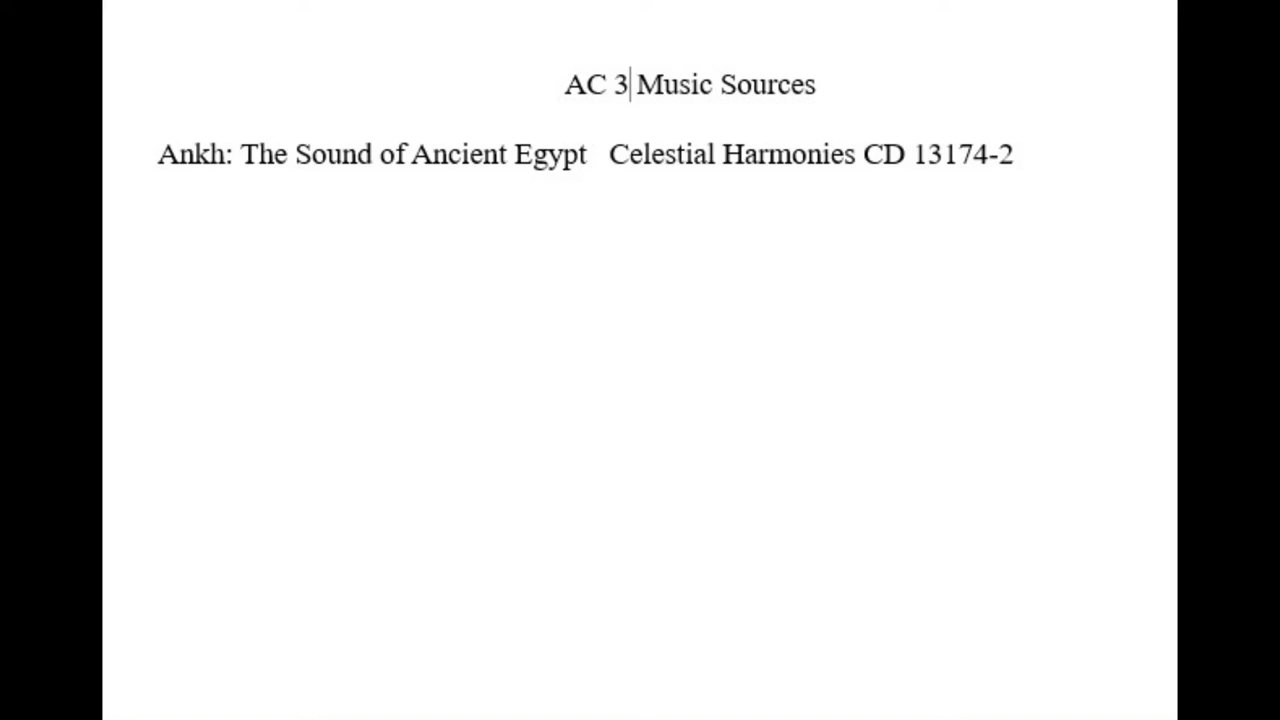 AC 3 Music Sources
Ankh: The Sound of Ancient Egypt Celestial Harmonies CD 13174-2